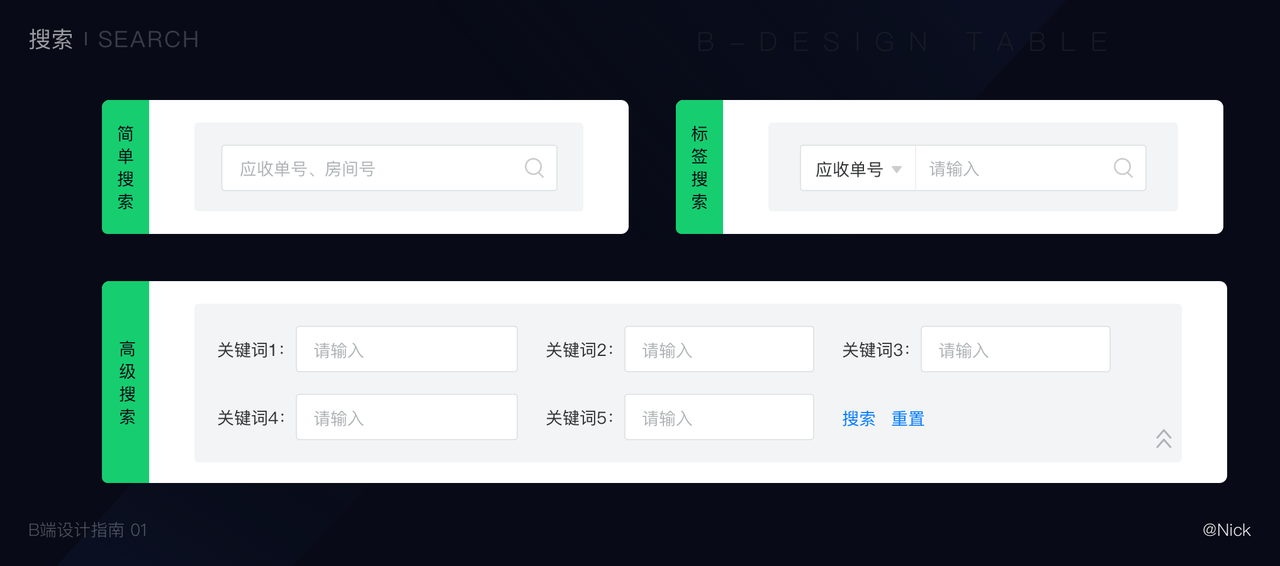 搜索 | SEARCH
B-DESIGN TABLE
简单搜索
应收单号、房间号
标签搜索
应收单号 请输入
高级搜索
关键词1: 请输入 关键词2: 请输入 关键词3: 请输入
关键词4: 请输入 关键词5: 请输入 搜索 重置
B端设计指南 01
@Nick